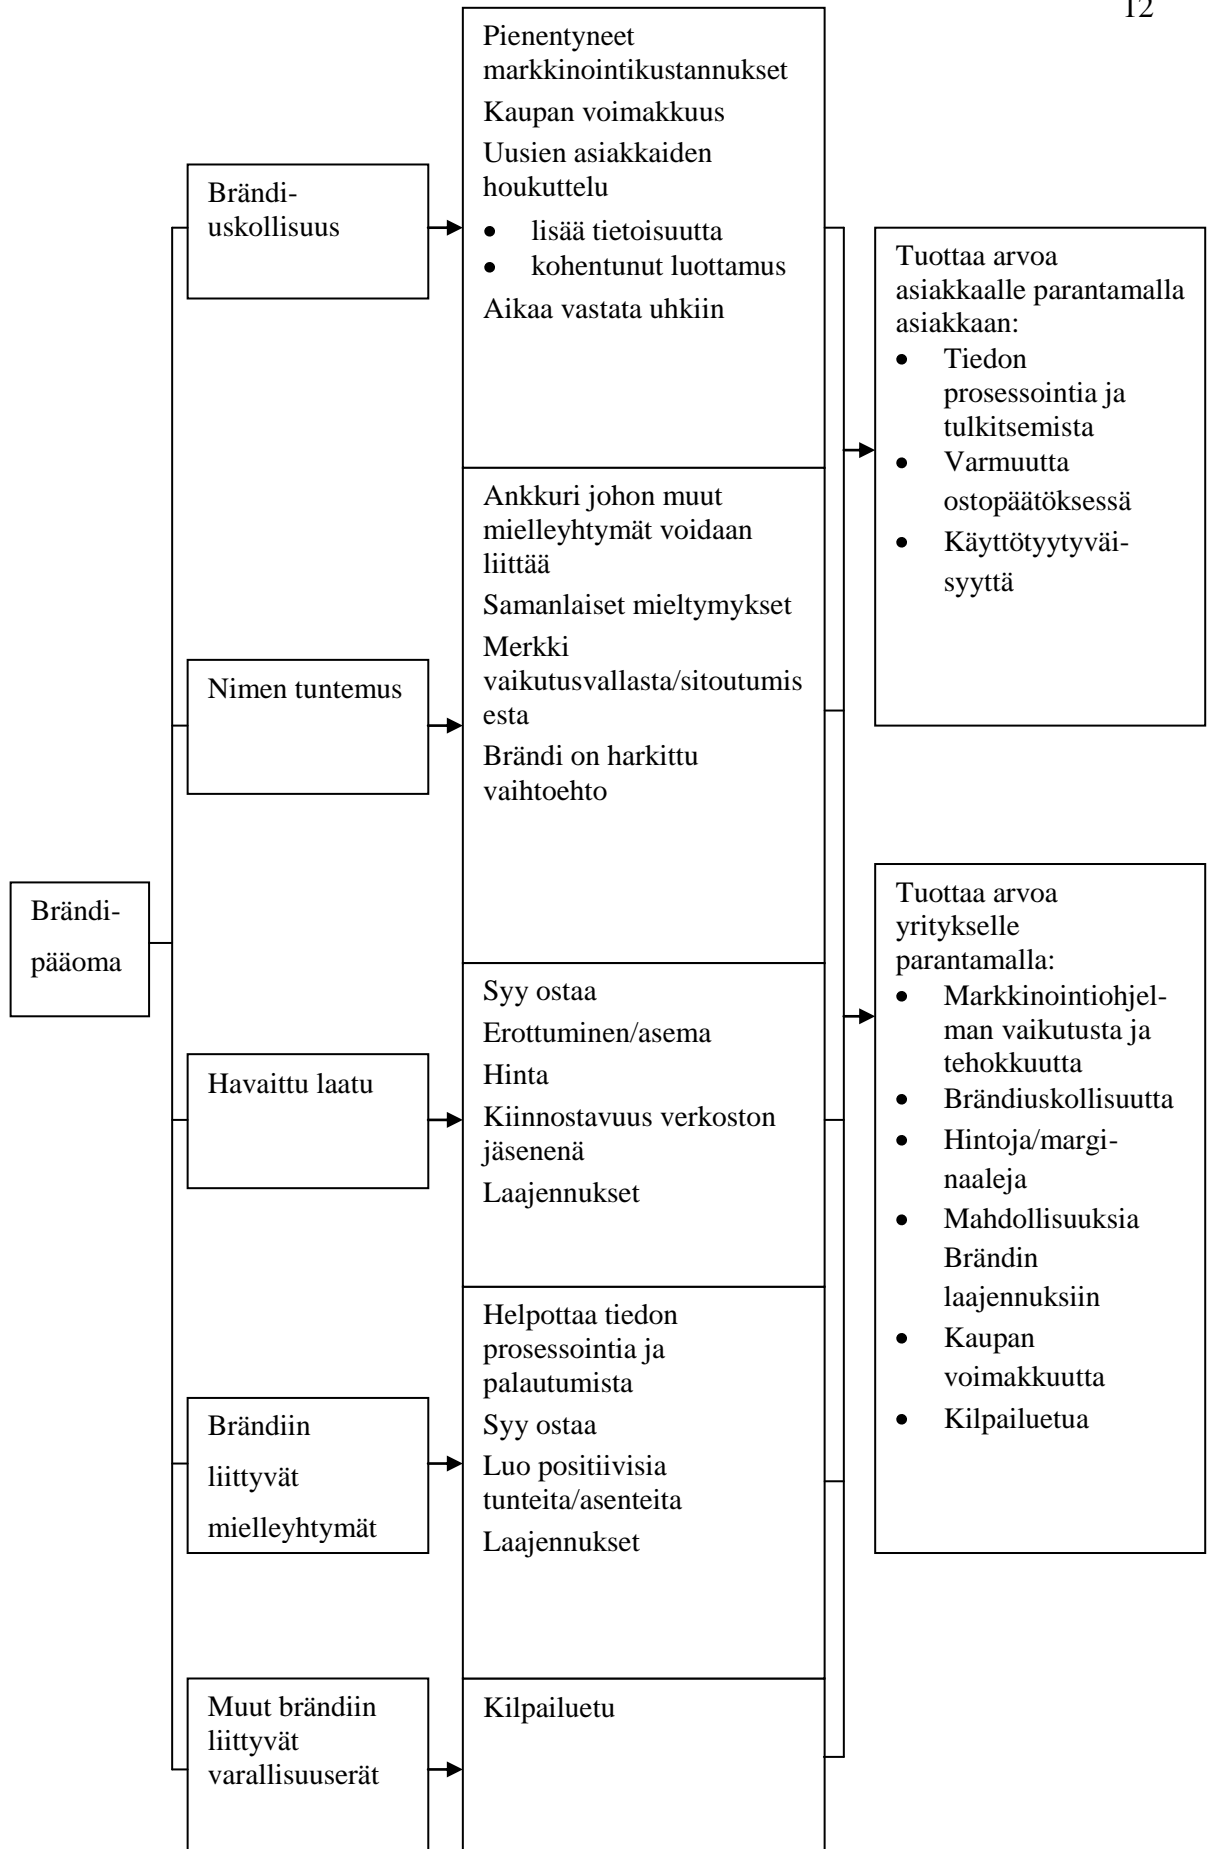 12
Pienentyneet
markkinointikustannukset
Kaupan voimakkuus
Uusien asiakkaiden
houkuttelu
• lisää tietoisuutta
• kohentunut luottamus
Aikaa vastata uhkiin
Brändi-
uskollisuus
Tuottaa arvoa
asiakkaalle parantamalla
asiakkaan:
• Tiedon
prosessointia ja
tulkitsemista
• Varmuutta
ostopäätöksessä
• Käyttötyytyväi-
syyttä
Ankkuri johon muut
mielleyhtymät voidaan
liittää
Samanlaiset mieltymykset
Merkki
vaikutusvallasta/sitoutumis
esta
Brändi on harkittu
vaihtoehto
Nimen tuntemus
Brändi-
pääoma
Tuottaa arvoa
yritykselle
parantamalla:
• Markkinointiohjel-
man vaikutusta ja
tehokkuutta
• Brändiuskollisuutta
• Hintoja/margi-
naaleja
• Mahdollisuuksia
Brändin
laajennuksiin
• Kaupan
voimakkuutta
• Kilpailuetua
Syy ostaa
Erottuminen/asema
Hinta
Kiinnostavuus verkoston
jäsenenä
Laajennukset
Havaittu laatu
Helpottaa tiedon
prosessointia ja
palautumista
Syy ostaa
Luo positiivisia
tunteita/asenteita
Laajennukset
Brändiin
liittyvät
mielleyhtymät
Muut brändiin
liittyvät
varallisuuserät
Kilpailuetu